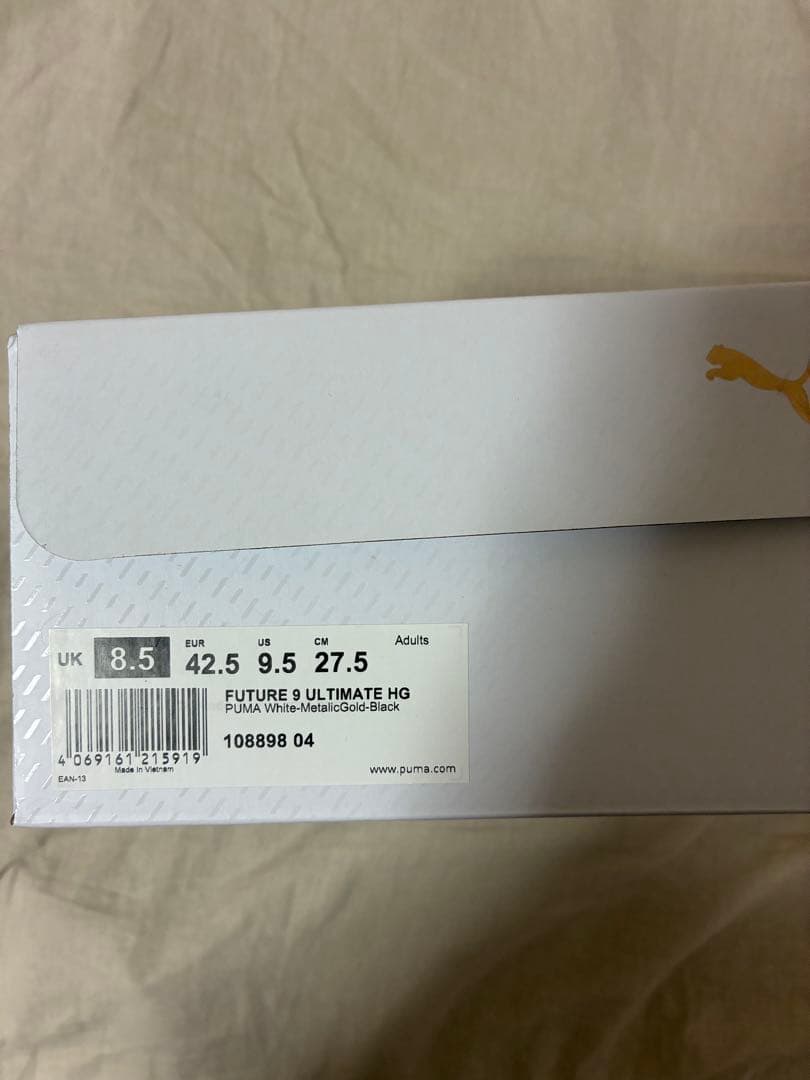 UK 8.5 EUR 42.5 US 9.5 CM 27.5 Adults
FUTURE 9 ULTIMATE HG
PUMA White-MetalicGold-Black
108898 04
4 069161 215919
Made in Vietnam
EAN-13
www.puma.com